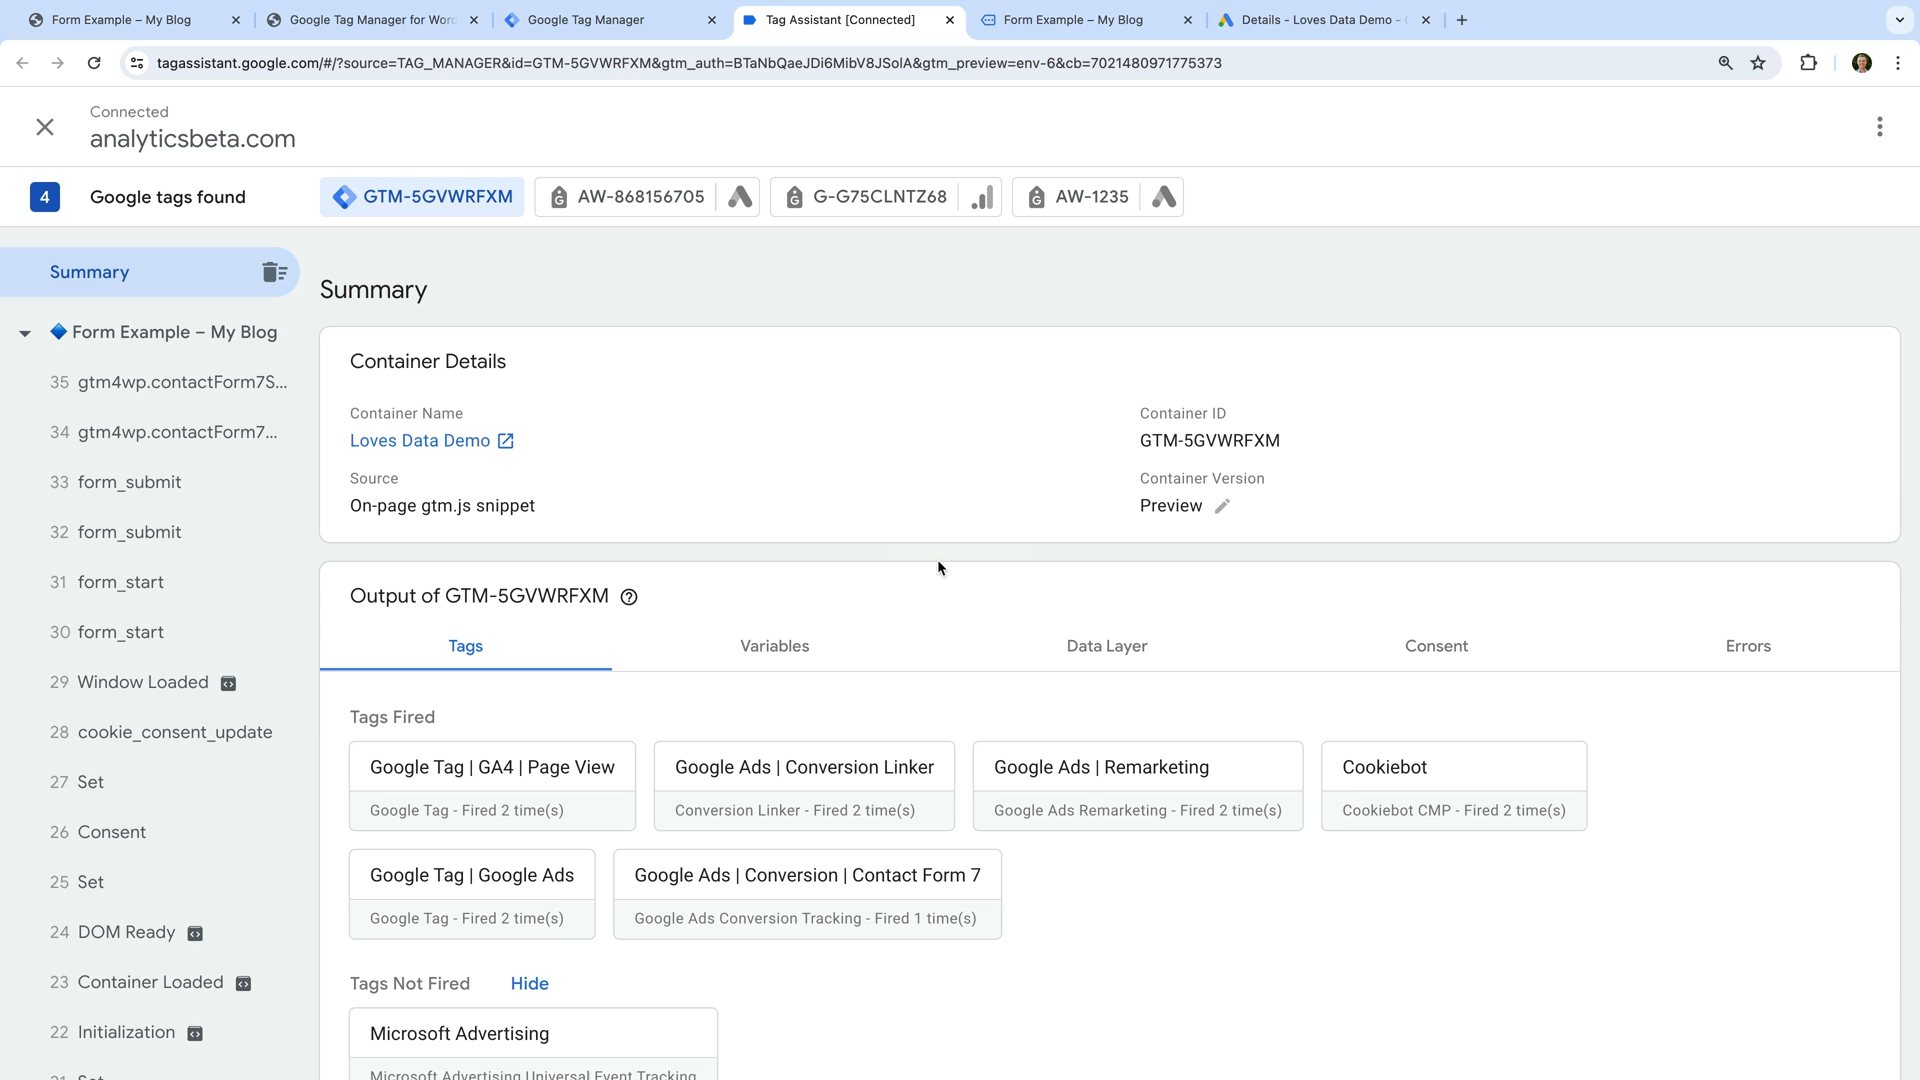 Form Example – My Blog
Google Tag Manager for Word
Google Tag Manager
Tag Assistant [Connected]
Form Example – My Blog
Details - Loves Data Demo -
tagassistant.google.com/#/?source=TAG_MANAGER&id=GTM-5GVWRFXM&gtm_auth=BTaNbQaeJDi6MibV8JSolA&gtm_preview=env-6&cb=7021480971775373
Connected
analyticsbeta.com
4
Google tags found
GTM-5GVWRFXM
AW-868156705
G-G75CLNTZ68
AW-1235
Summary
Form Example – My Blog
35 gtm4wp.contactForm7S...
34 gtm4wp.contactForm7...
33 form_submit
32 form_submit
31 form_start
30 form_start
29 Window Loaded
28 cookie_consent_update
27 Set
26 Consent
25 Set
24 DOM Ready
23 Container Loaded
22 Initialization
21 Set
Summary
Container Details
Container Name
Loves Data Demo
Container ID
GTM-5GVWRFXM
Source
On-page gtm.js snippet
Container Version
Preview
Output of GTM-5GVWRFXM
Tags
Variables
Data Layer
Consent
Errors
Tags Fired
Google Tag | GA4 | Page View
Google Tag - Fired 2 time(s)
Google Ads | Conversion Linker
Conversion Linker - Fired 2 time(s)
Google Ads | Remarketing
Google Ads Remarketing - Fired 2 time(s)
Cookiebot
Cookiebot CMP - Fired 2 time(s)
Google Tag | Google Ads
Google Tag - Fired 2 time(s)
Google Ads | Conversion | Contact Form 7
Google Ads Conversion Tracking - Fired 1 time(s)
Tags Not Fired
Hide
Microsoft Advertising
Microsoft Advertising Universal Event Tracking